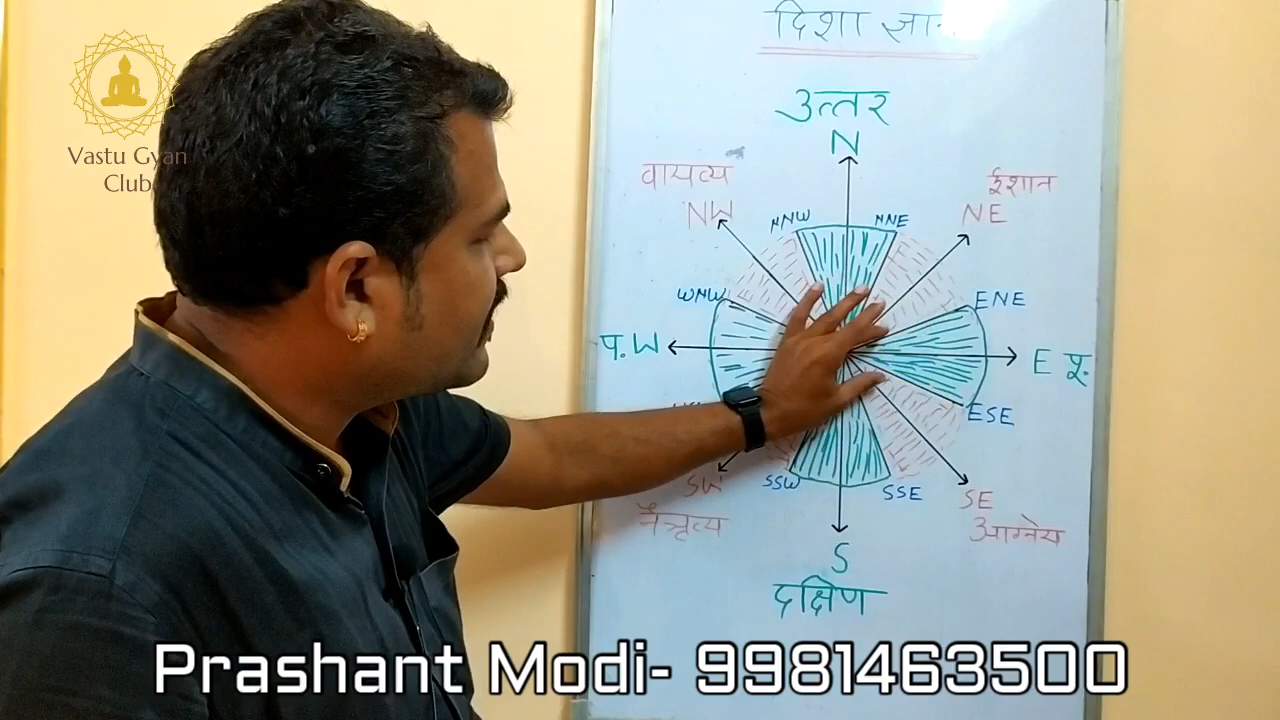 दिशा ज्ञान
Vastu Gyan
Club
उत्तर
N
वायव्य
NW
ईशान
NE
NNW
NNE
WNW
ENE
प. W
E पू.
ESE
SW
SSW
SSE
SE
नैऋृत्य
आग्नेय
S
दक्षिण
Prashant Modi- 9981463500